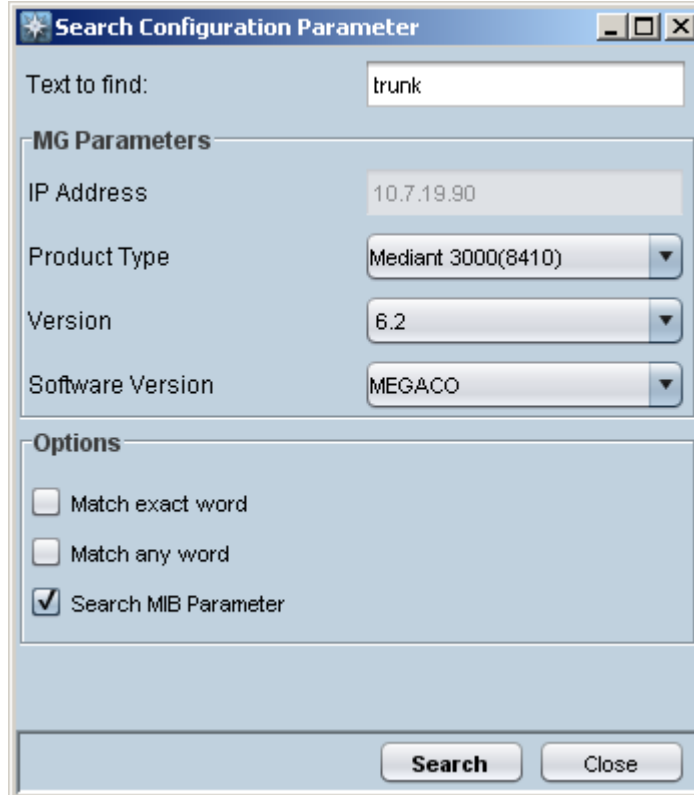 Search Configuration Parameter
Text to find: trunk
MG Parameters
IP Address 10.7.19.90
Product Type Mediant 3000(8410)
Version 6.2
Software Version MEGACO
Options
Match exact word
Match any word
Search MIB Parameter
Search Close